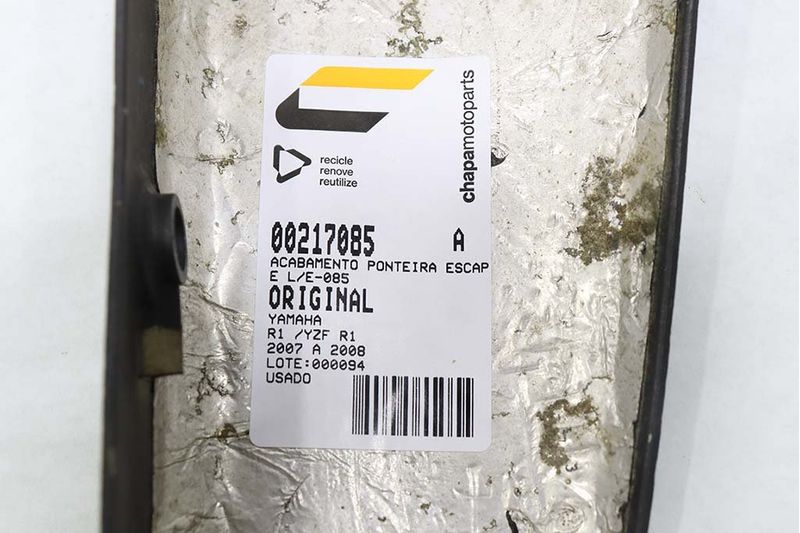 chapamotoparts
recicle
renove
reutilize
00217085 A
ACABAMENTO PONTEIRA ESCAP
E L/E-085
ORIGINAL
YAMAHA
R1 /YZF R1
2007 A 2008
LOTE:000094
USADO